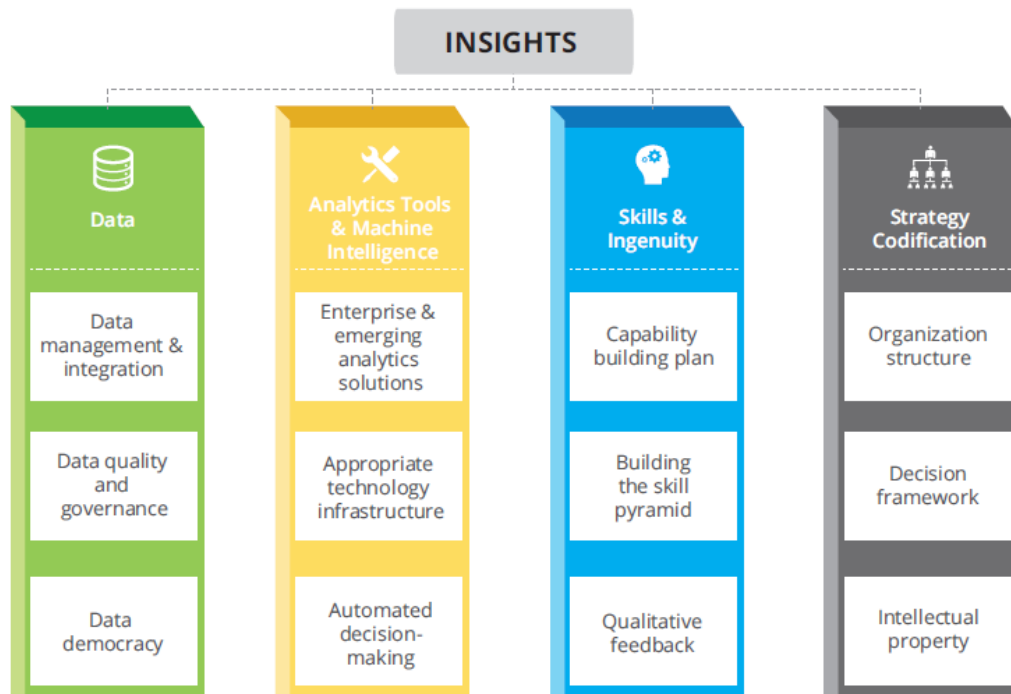 INSIGHTS
Data
Data
management &
integration
Data quality
and
governance
Data
democracy
Analytics Tools
& Machine
Intelligence
Enterprise &
emerging
analytics
solutions
Appropriate
technology
infrastructure
Automated
decision-
making
Skills &
Ingenuity
Capability
building plan
Building
the skill
pyramid
Qualitative
feedback
Strategy
Codification
Organization
structure
Decision
framework
Intellectual
property